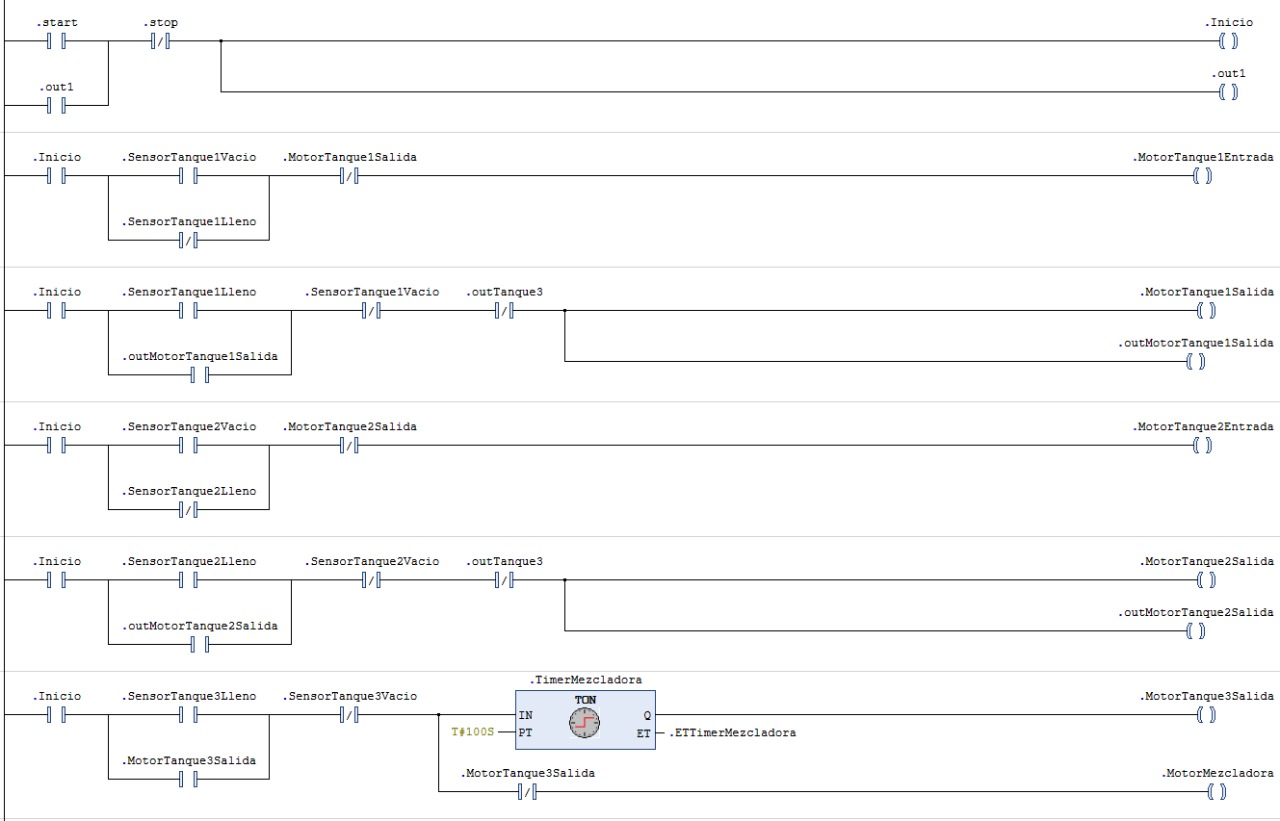 .start .stop .Inicio
.out1
.out1
.Inicio .SensorTanque1Vacio .MotorTanque1Salida .MotorTanque1Entrada
.SensorTanque1Lleno
.Inicio .SensorTanque1Lleno .SensorTanque1Vacio .outTanque3 .MotorTanque1Salida
.outMotorTanque1Salida
.outMotorTanque1Salida
.Inicio .SensorTanque2Vacio .MotorTanque2Salida .MotorTanque2Entrada
.SensorTanque2Lleno
.Inicio .SensorTanque2Lleno .SensorTanque2Vacio .outTanque3 .MotorTanque2Salida
.outMotorTanque2Salida
.outMotorTanque2Salida
.TimerMezcladora
.Inicio .SensorTanque3Lleno .SensorTanque3Vacio TON .MotorTanque3Salida
IN Q
T#100S PT ET .ETTimerMezcladora
.MotorTanque3Salida
.MotorTanque3Salida .MotorMezcladora